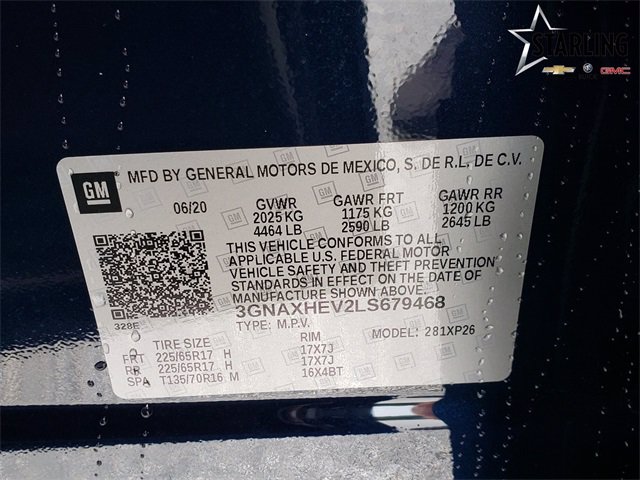 STARLING
GMC
GM
MFD BY GENERAL MOTORS DE MEXICO, S. DE R.L. DE C.V.
06/20 GVWR GAWR FRT GAWR RR
2025 KG 1175 KG 1200 KG
4464 LB 2590 LB 2645 LB
THIS VEHICLE CONFORMS TO ALL
APPLICABLE U.S. FEDERAL MOTOR
VEHICLE SAFETY AND THEFT PREVENTION
STANDARDS IN EFFECT ON THE DATE OF
MANUFACTURE SHOWN ABOVE.
3GNAXHEV2LS679468
328E
TYPE: M.P.V. MODEL: 281XP26
TIRE SIZE RIM
FRT 225/65R17 H 17X7J
RR 225/65R17 H 17X7J
SPA T135/70R16 M 16X4BT